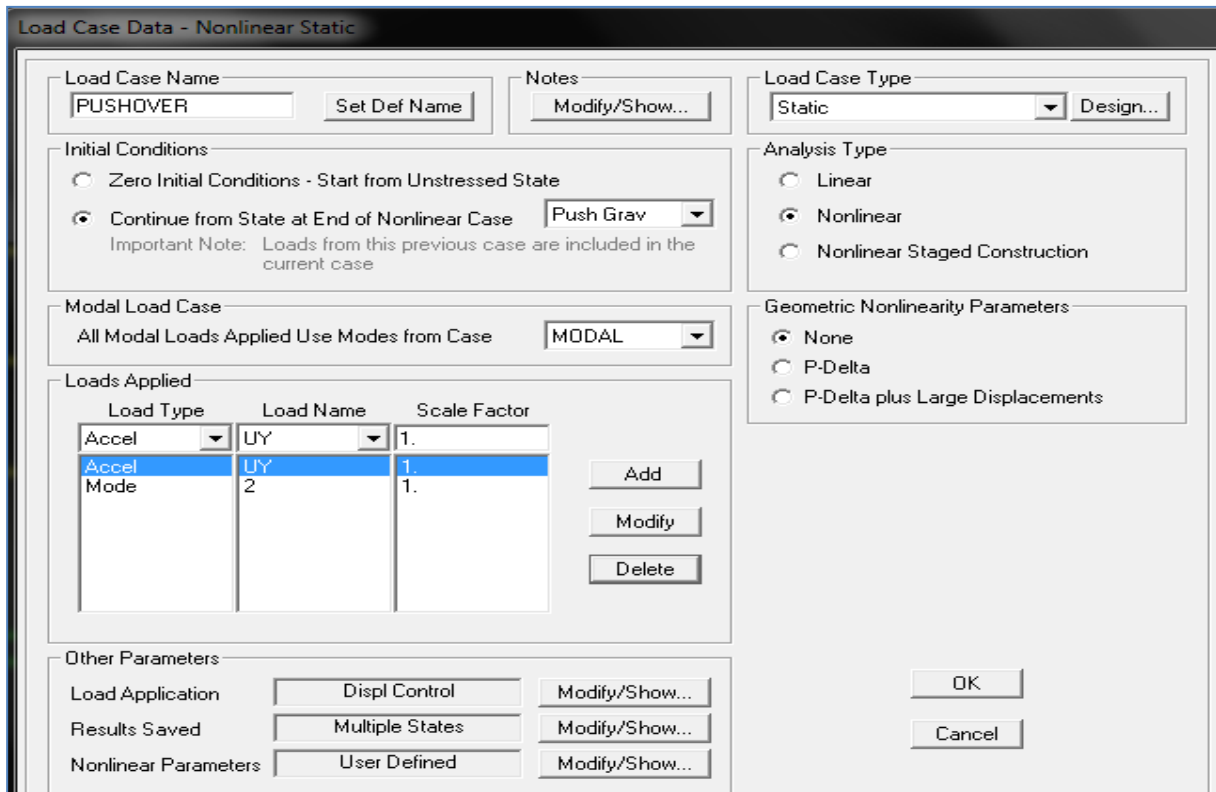 Load Case Data - Nonlinear Static
Load Case Name
PUSHOVER
Set Def Name
Notes
Modify/Show...
Load Case Type
Static
Design...
Initial Conditions
Zero Initial Conditions - Start from Unstressed State
Continue from State at End of Nonlinear Case
Push Grav
Important Note: Loads from this previous case are included in the
current case
Analysis Type
Linear
Nonlinear
Nonlinear Staged Construction
Modal Load Case
All Modal Loads Applied Use Modes from Case
MODAL
Geometric Nonlinearity Parameters
None
P-Delta
P-Delta plus Large Displacements
Loads Applied
Load Type Load Name Scale Factor
Accel UY 1.
Accel UY 1.
Mode 2 1.
Add
Modify
Delete
Other Parameters
Load Application Displ Control Modify/Show...
Results Saved Multiple States Modify/Show...
Nonlinear Parameters User Defined Modify/Show...
OK
Cancel